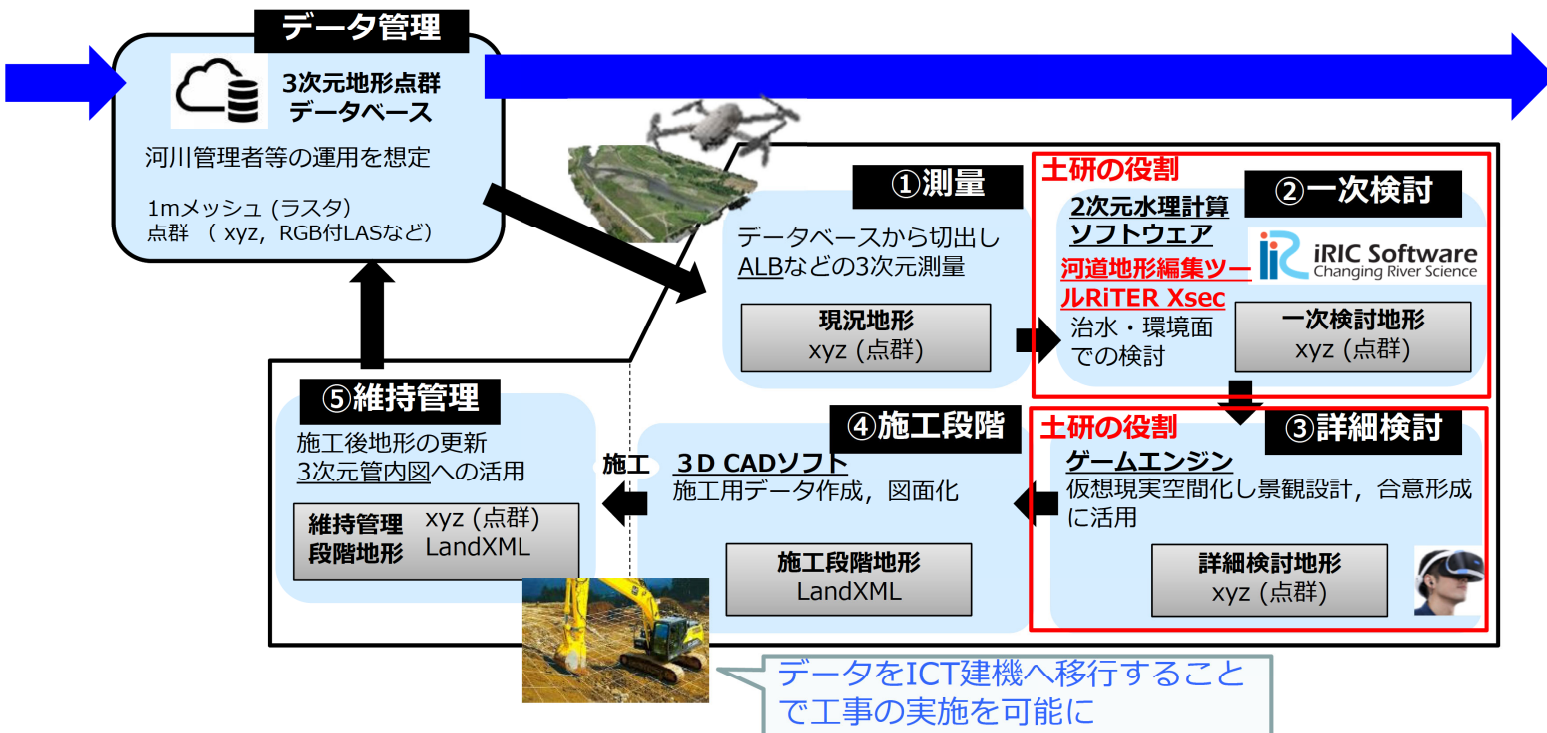 データ管理
3次元地形点群
データベース
河川管理者等の運用を想定
1mメッシュ (ラスタ）
点群 （ xyz，RGB付LASなど）
①測量
データベースから切出し
ALBなどの3次元測量
現況地形
xyz (点群）
土研の役割
②一次検討
2次元水理計算
ソフトウェア
河道地形編集ツー
ルRiTER Xsec
治水・環境面
での検討
iRIC Software
Changing River Science
一次検討地形
xyz (点群）
土研の役割
③詳細検討
ゲームエンジン
仮想現実空間化し景観設計，合意形成
に活用
詳細検討地形
xyz (点群）
④施工段階
3D CADソフト
施工用データ作成，図面化
施工段階地形
LandXML
施工
⑤維持管理
施工後地形の更新
3次元管内図への活用
維持管理 xyz (点群）
段階地形 LandXML
データをICT建機へ移行すること
で工事の実施を可能に